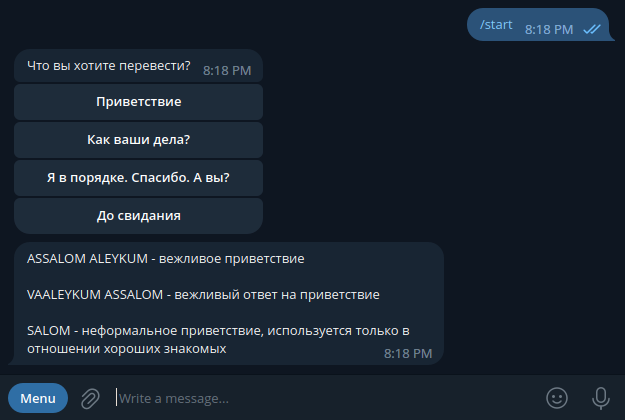 /start 8:18 PM
Что вы хотите перевести? 8:18 PM
Приветствие
Как ваши дела?
Я в порядке. Спасибо. А вы?
До свидания
ASSALOM ALEYKUM - вежливое приветствие
VAALEYKUM ASSALOM - вежливый ответ на приветствие
SALOM - неформальное приветствие, используется только в
отношении хороших знакомых 8:18 PM
Menu Write a message...